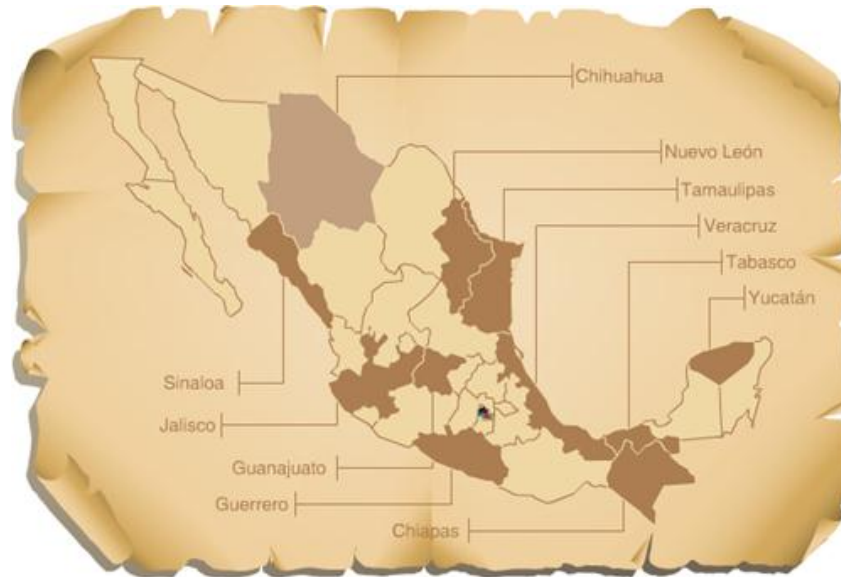 Chihuahua
Nuevo León
Tamaulipas
Veracruz
Tabasco
Yucatán
Sinaloa
Jalisco
Guanajuato
Guerrero
Chiapas